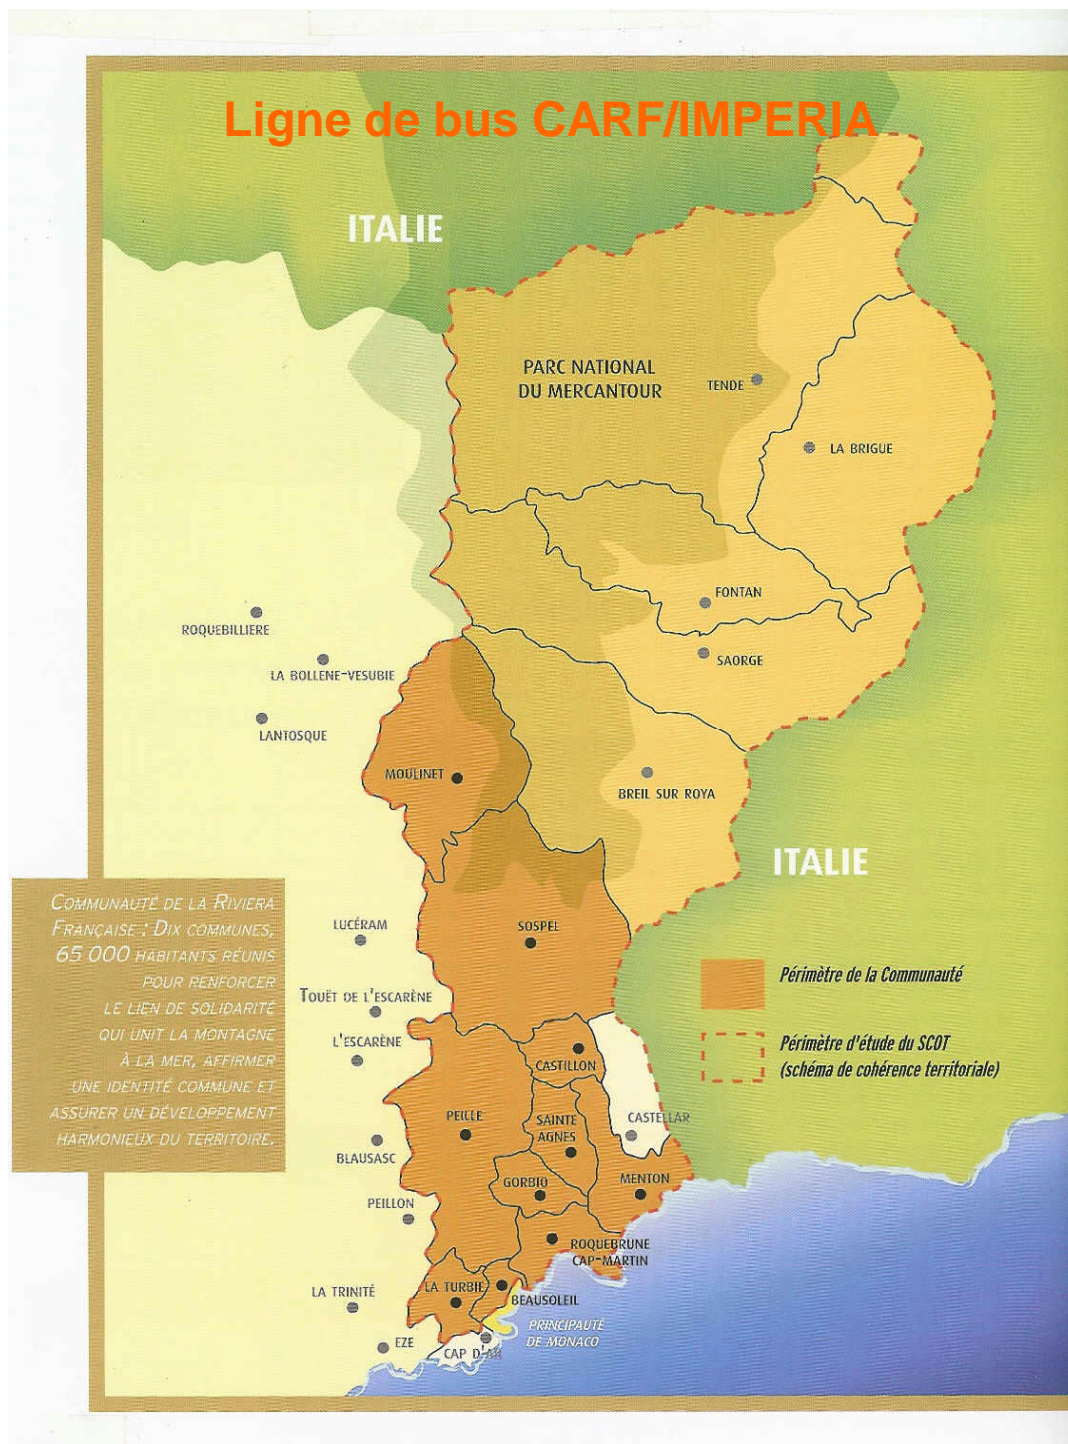 Ligne de bus CARF/IMPERIA
ITALIE
PARC NATIONAL
DU MERCANTOUR
TENDE
LA BRIGUE
FONTAN
ROQUEBILLIERE
SAORGE
LA BOLLENE-VESUBIE
LANTOSQUE
MOULINET
BREIL SUR ROYA
ITALIE
COMMUNAUTÉ DE LA RIVIERA
FRANÇAISE : DIX COMMUNES,
65 000 HABITANTS RÉUNIS
POUR RENFORCER
LE LIEN DE SOLIDARITÉ
QUI UNIT LA MONTAGNE
À LA MER, AFFIRMER
UNE IDENTITÉ COMMUNE ET
ASSURER UN DÉVELOPPEMENT
HARMONIEUX DU TERRITOIRE.
LUCÉRAM
SOSPEL
Périmètre de la Communauté
TOUËT DE L'ESCARÈNE
L'ESCARÈNE
Périmètre d'étude du SCOT
(schéma de cohérence territoriale)
CASTILLON
PEILLE
SAINTE
AGNES
CASTELLAR
BLAUSASC
GORBIO
MENTON
PEILLON
ROQUEBRUNE
CAP-MARTIN
LA TRINITÉ
LA TURBIE
BEAUSOLEIL
PRINCIPAUTÉ
DE MONACO
EZE
CAP D'AIL